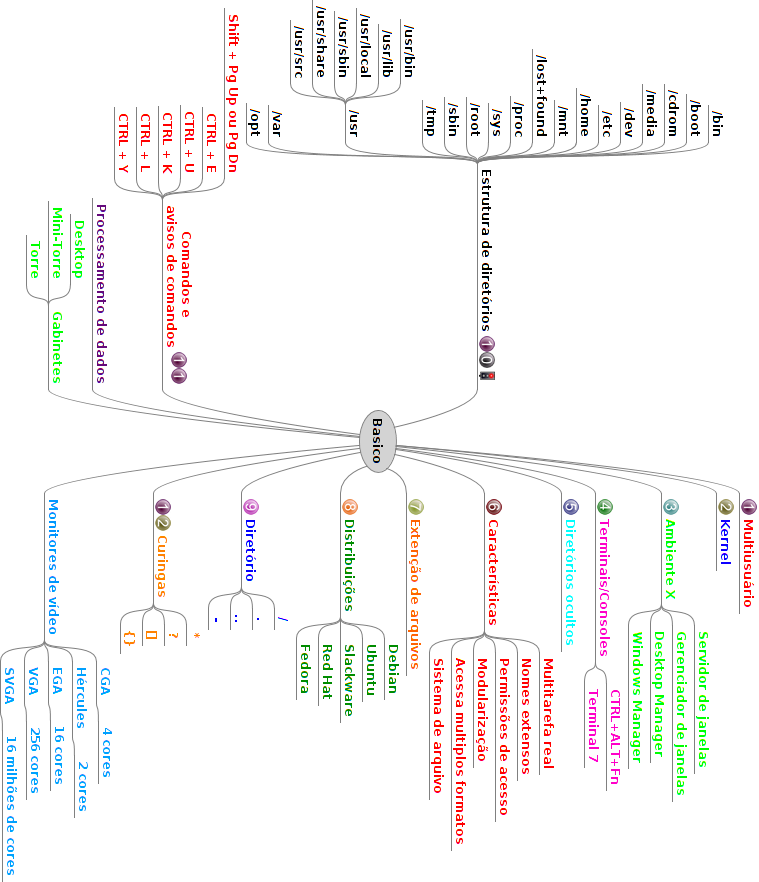 Basico
1 Multiusuário
2 Kernel
3 Ambiente X
Servidor de janelas
Gerenciador de janelas
Desktop Manager
Windows Manager
4 Terminais/Consoles
CTRL+ALT+Fn
Terminal 7
5 Diretórios ocultos
6 Características
Multitarefa real
Nomes extensos
Permissões de acesso
Modularização
Acessa multiplos formatos
Sistema de arquivo
7 Extenção de arquivos
8 Distribuições
Debian
Ubuntu
Slackware
Red Hat
Fedora
9 Diretório
/
.
..
-
1 2 Curingas
*
?
[]
{}
Monitores de vídeo
CGA 4 cores
Hércules 2 cores
EGA 16 cores
VGA 256 cores
SVGA 16 milhões de cores
Estrutura de diretórios 1 0
/bin
/boot
/cdrom
/media
/dev
/etc
/home
/mnt
/lost+found
/proc
/sys
/root
/sbin
/tmp
/usr
/usr/bin
/usr/lib
/usr/local
/usr/sbin
/usr/share
/usr/src
/var
/opt
Comandos e
avisos de comandos 1 1
Shift + Pg Up ou Pg Dn
CTRL + E
CTRL + U
CTRL + K
CTRL + L
CTRL + Y
Processamento de dados
Gabinetes
Desktop
Mini-Torre
Torre